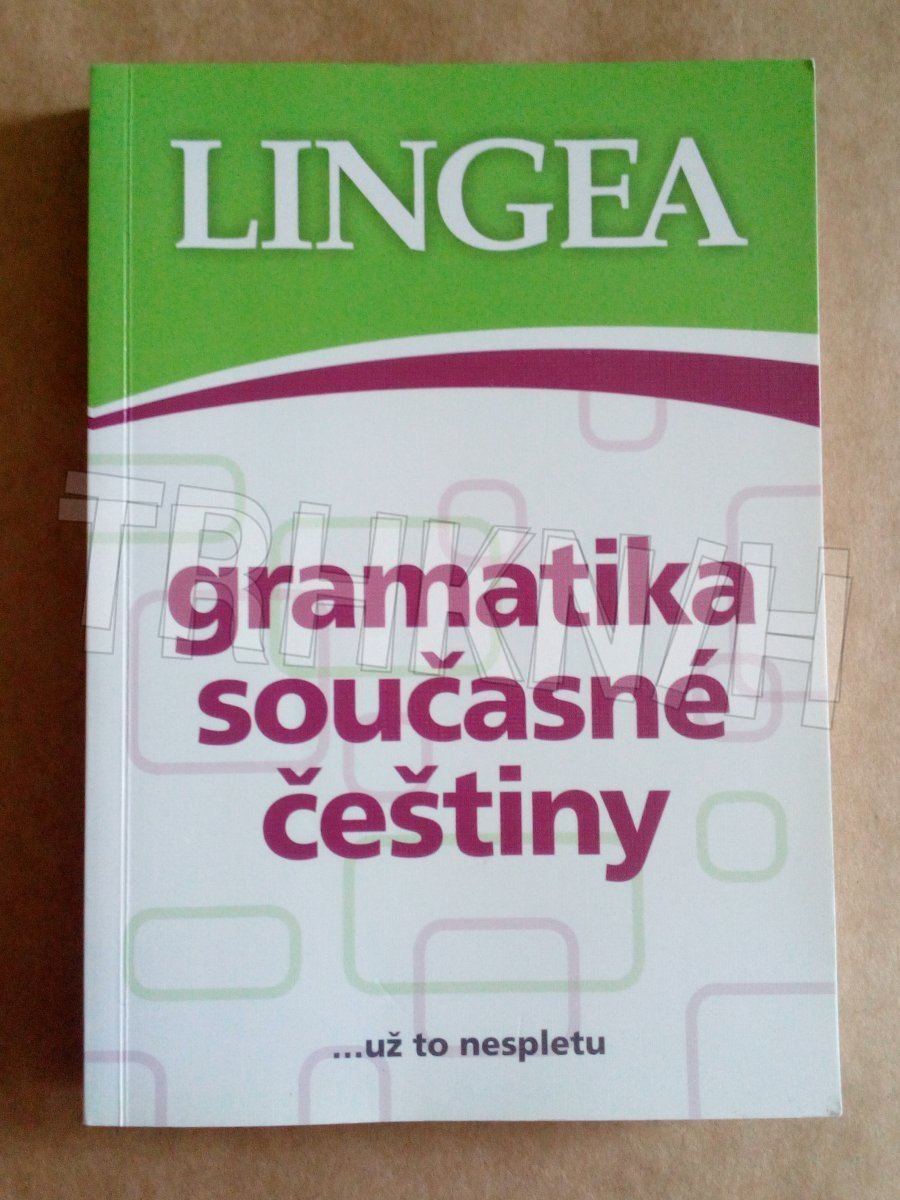 LINGEA
TRHKNIH
gramatika
současné
češtiny
...už to nespletu